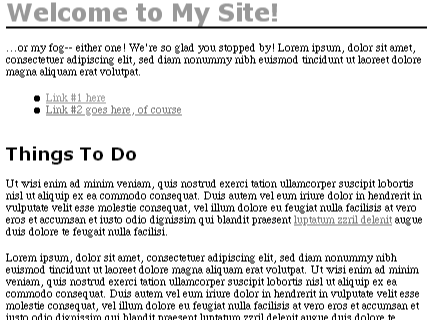 Welcome to My Site!
…or my fog-- either one! We're so glad you stopped by! Lorem ipsum, dolor sit amet,
consectetuer adipiscing elit, sed diam nonummy nibh euismod tincidunt ut laoreet dolore
magna aliquam erat volutpat.
Link #1 here
Link #2 goes here, of course
Things To Do
Ut wisi enim ad minim veniam, quis nostrud exerci tation ullamcorper suscipit lobortis
nisl ut aliquip ex ea commodo consequat. Duis autem vel eum iriure dolor in hendrerit in
vulputate velit esse molestie consequat, vel illum dolore eu feugiat nulla facilisis at vero
eros et accumsan et iusto odio dignissim qui blandit praesent luptatum zzril delenit augue
duis dolore te feugait nulla facilisi.
Lorem ipsum, dolor sit amet, consectetuer adipiscing elit, sed diam nonummy nibh
euismod tincidunt ut laoreet dolore magna aliquam erat volutpat. Ut wisi enim ad minim
veniam, quis nostrud exerci tation ullamcorper suscipit lobortis nisl ut aliquip ex ea
commodo consequat. Duis autem vel eum iriure dolor in hendrerit in vulputate velit esse
molestie consequat, vel illum dolore eu feugiat nulla facilisis at vero eros et accumsan et
iusto odio dignissim qui blandit praesent luptatum zzril delenit augue duis dolore te